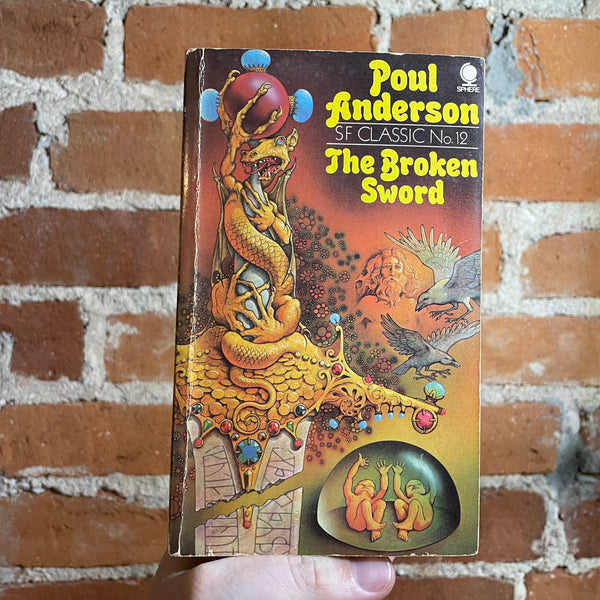 Poul
Anderson
SF CLASSIC No.12
The Broken
Sword
SPHERE